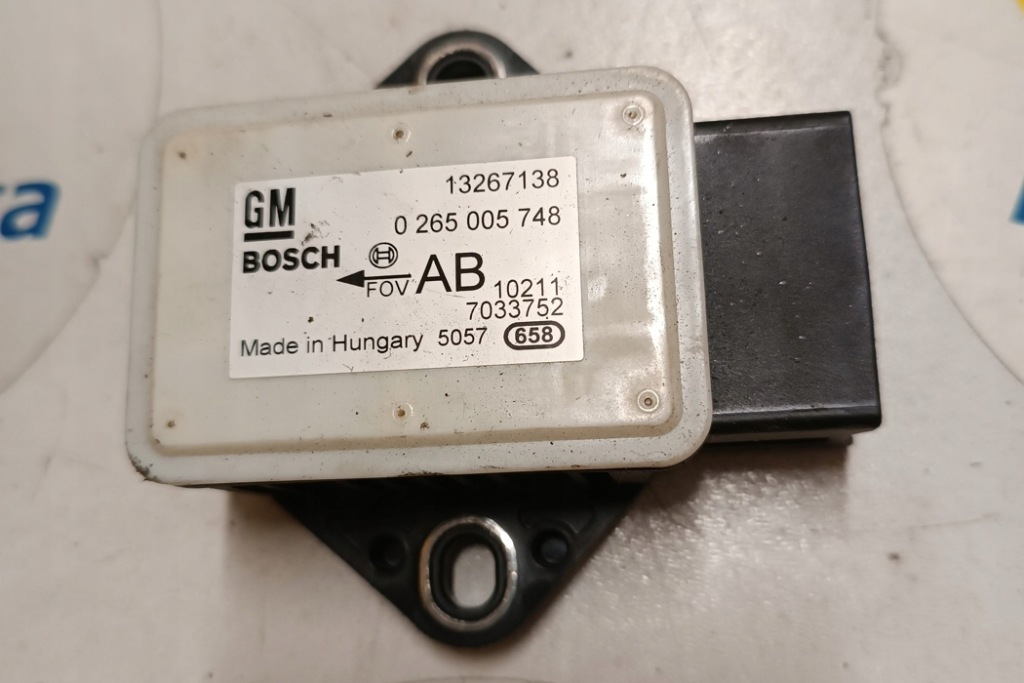 GM
13267138
0 265 005 748
BOSCH
FOV AB 10211
7033752
Made in Hungary 5057 658